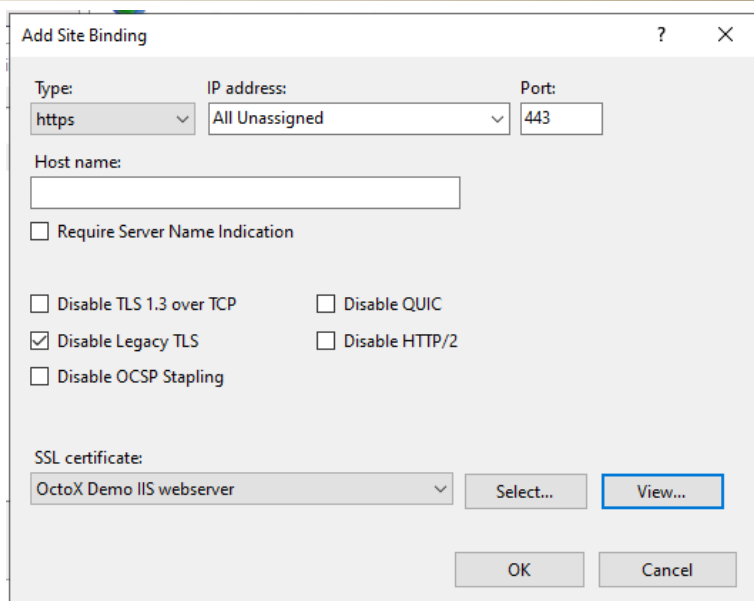 Add Site Binding
?
Type:
IP address:
Port:
https
All Unassigned
443
Host name:
Require Server Name Indication
Disable TLS 1.3 over TCP
Disable QUIC
Disable Legacy TLS
Disable HTTP/2
Disable OCSP Stapling
SSL certificate:
OctoX Demo IIS webserver
Select...
View...
OK
Cancel